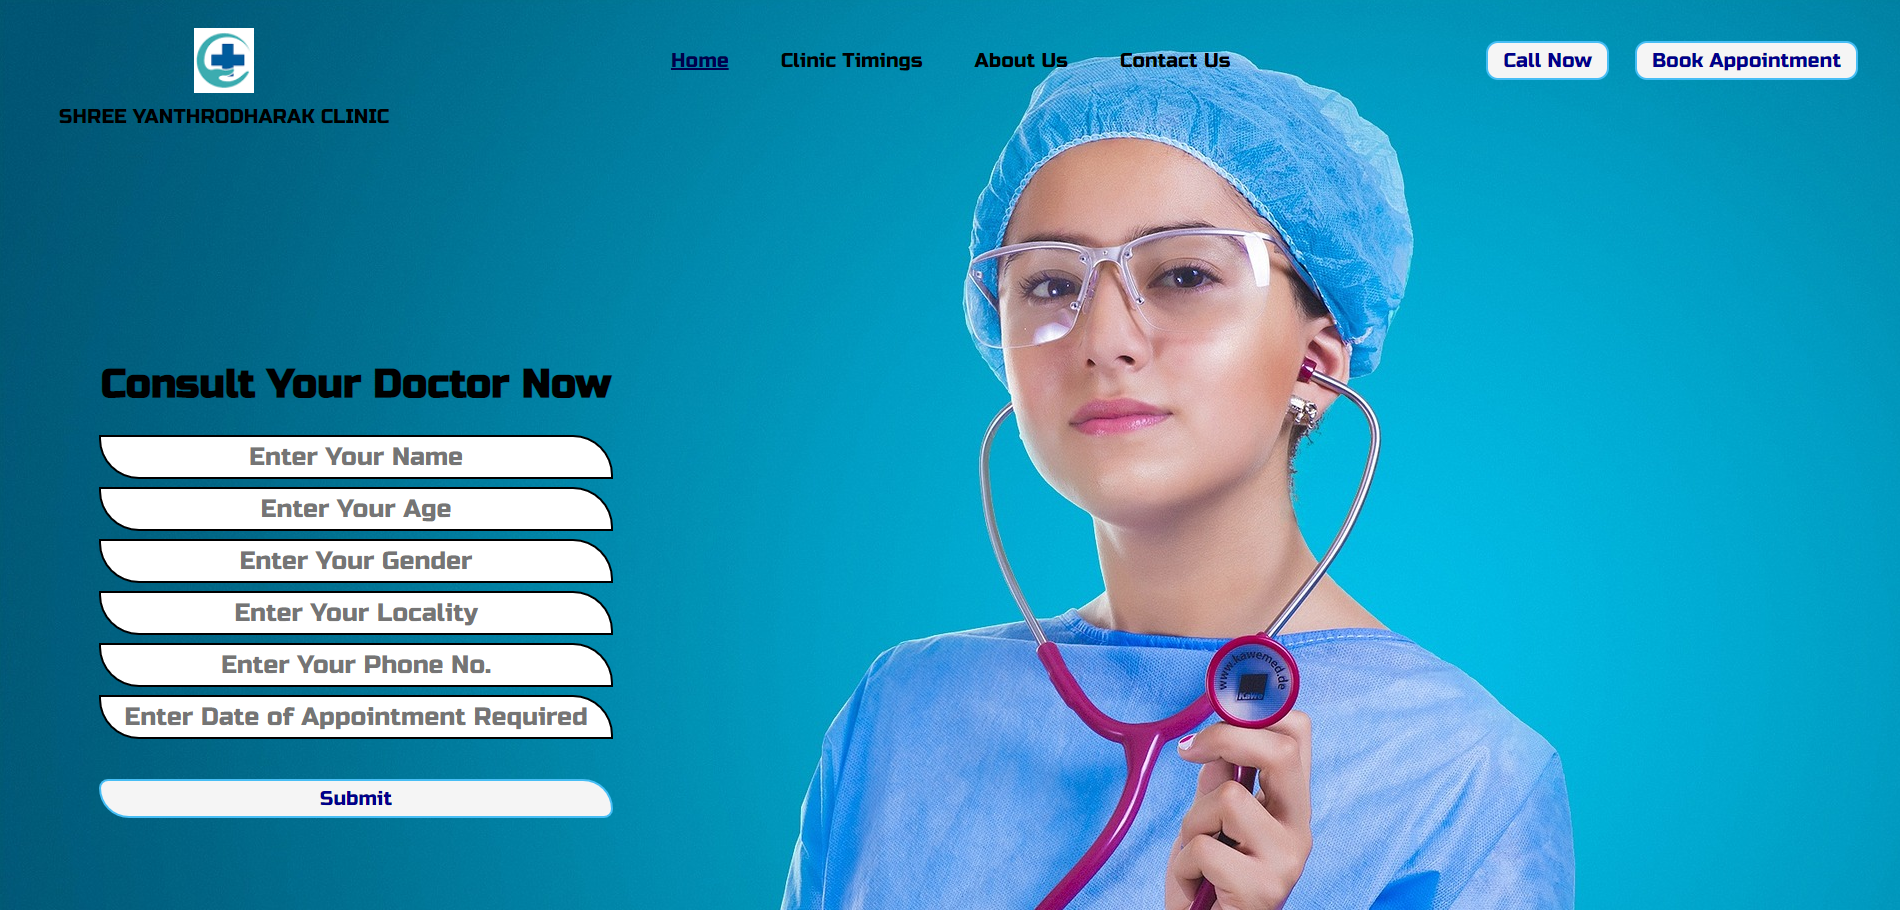 SHREE YANTHRODHARAK CLINIC
Home
Clinic Timings
About Us
Contact Us
Call Now
Book Appointment
Consult Your Doctor Now
Enter Your Name
Enter Your Age
Enter Your Gender
Enter Your Locality
Enter Your Phone No.
Enter Date of Appointment Required
Submit
www.kawemed.de
KaWe